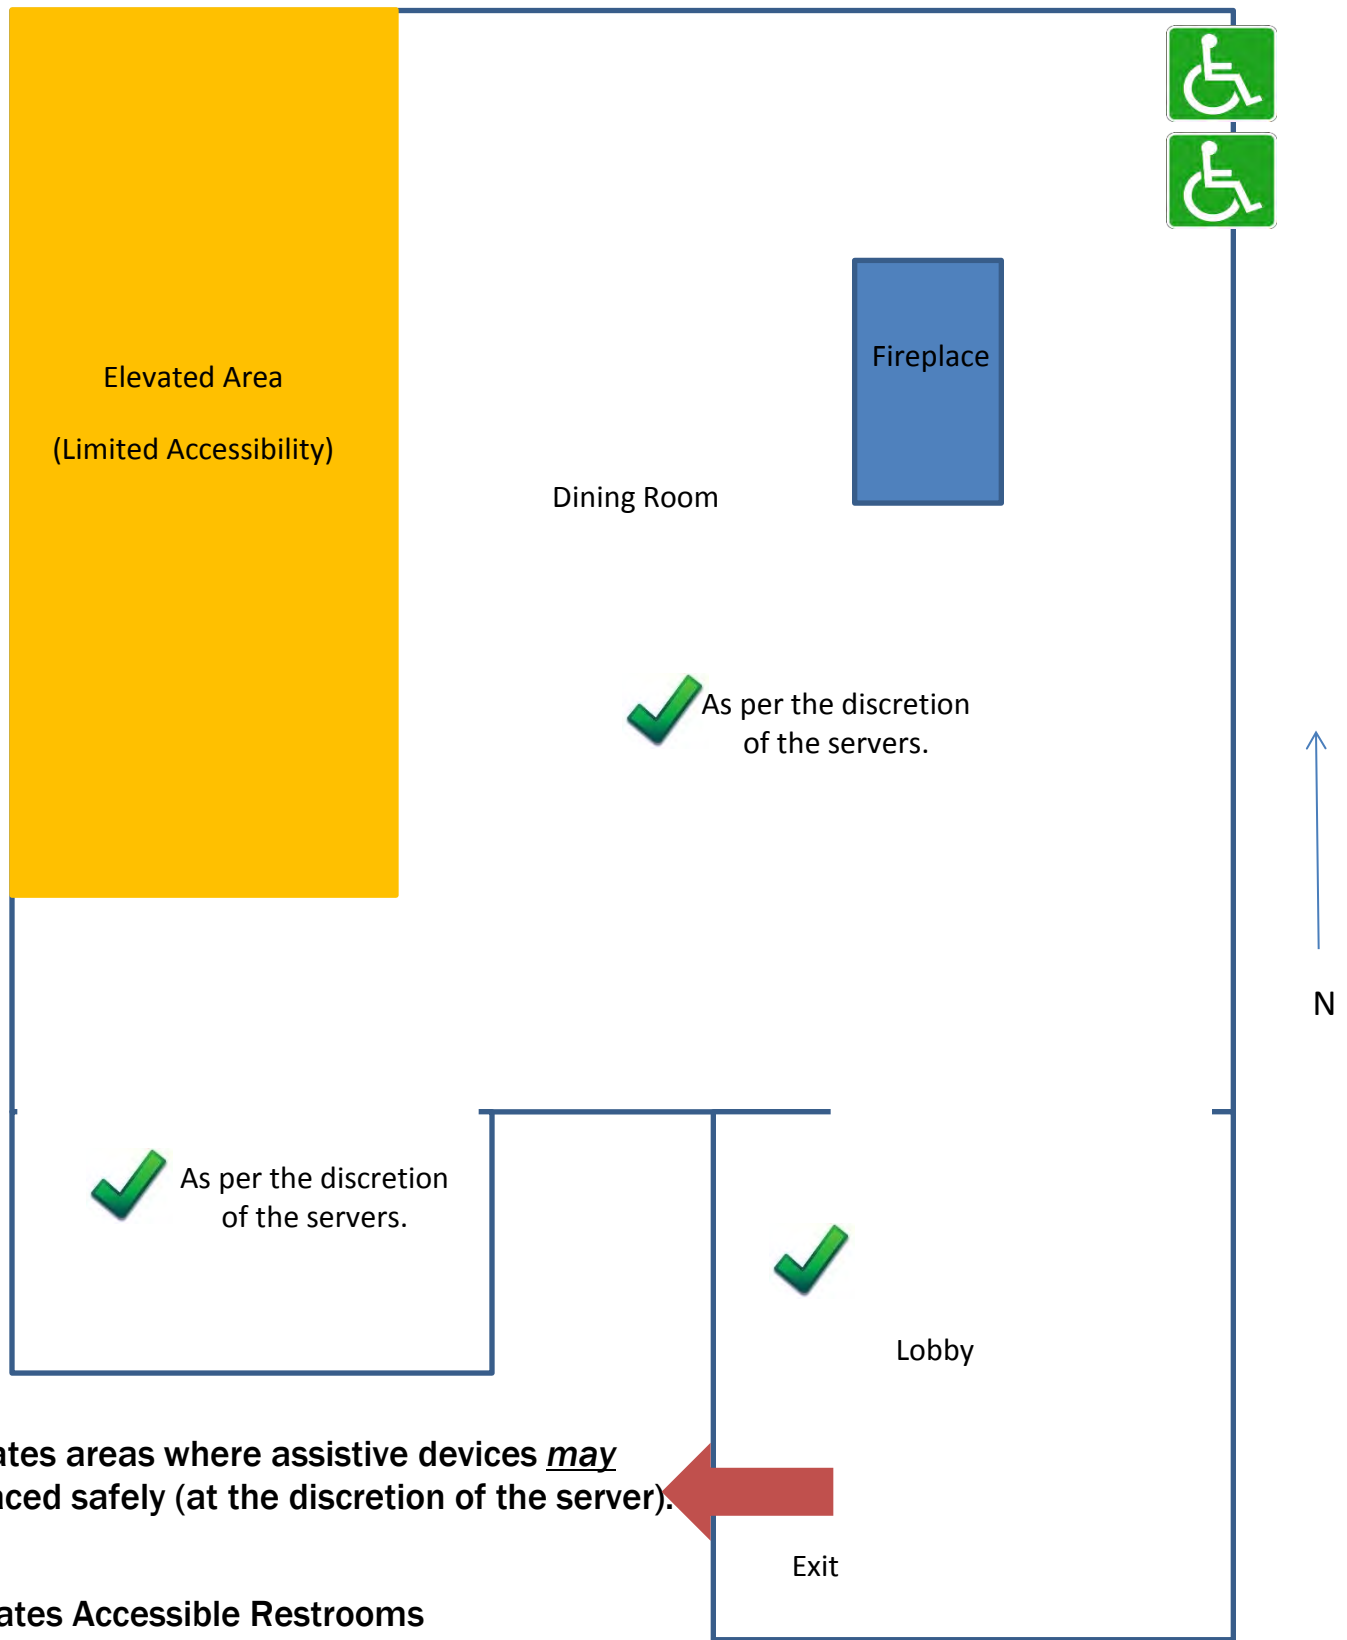 Elevated Area
(Limited Accessibility)
Fireplace
Dining Room
As per the discretion
of the servers.
N
As per the discretion
of the servers.
Lobby
ates areas where assistive devices may
aced safely (at the discretion of the server).
Exit
ates Accessible Restrooms